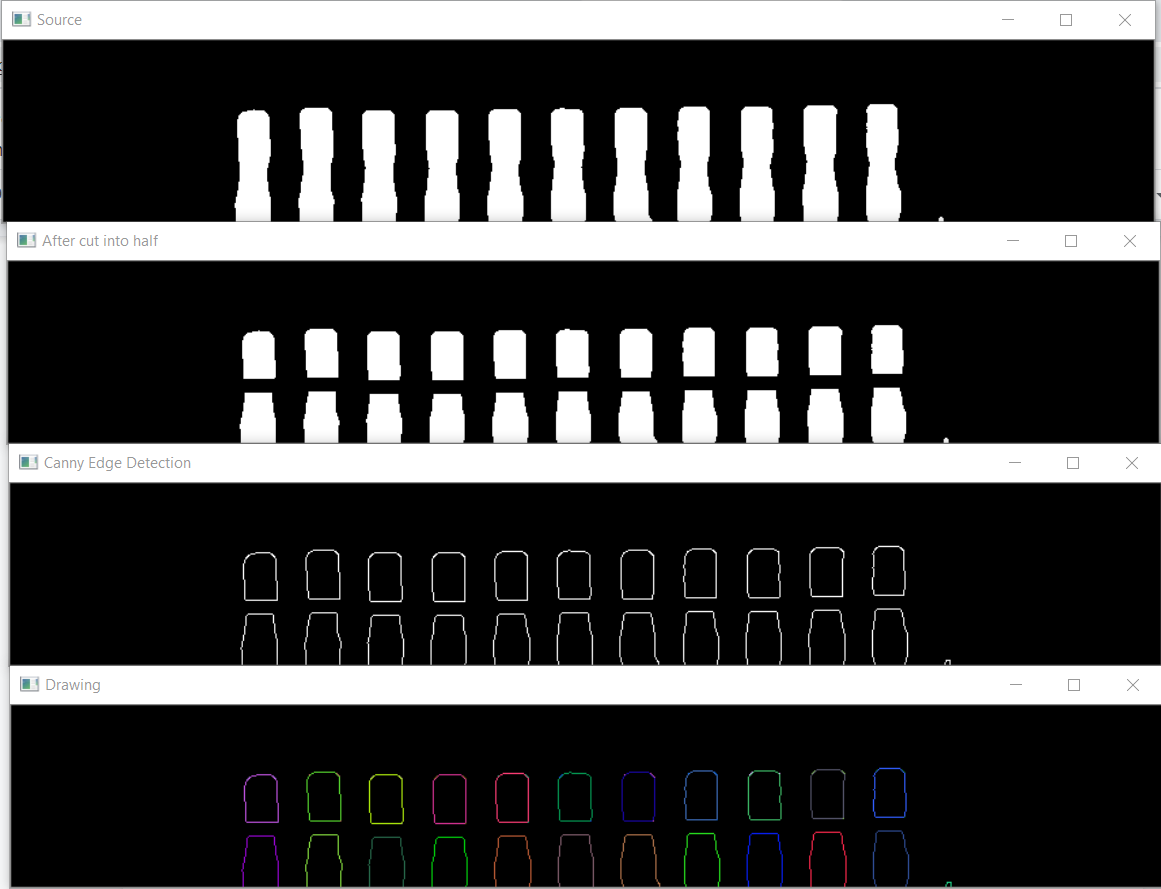 Source
After cut into half
Canny Edge Detection
Drawing